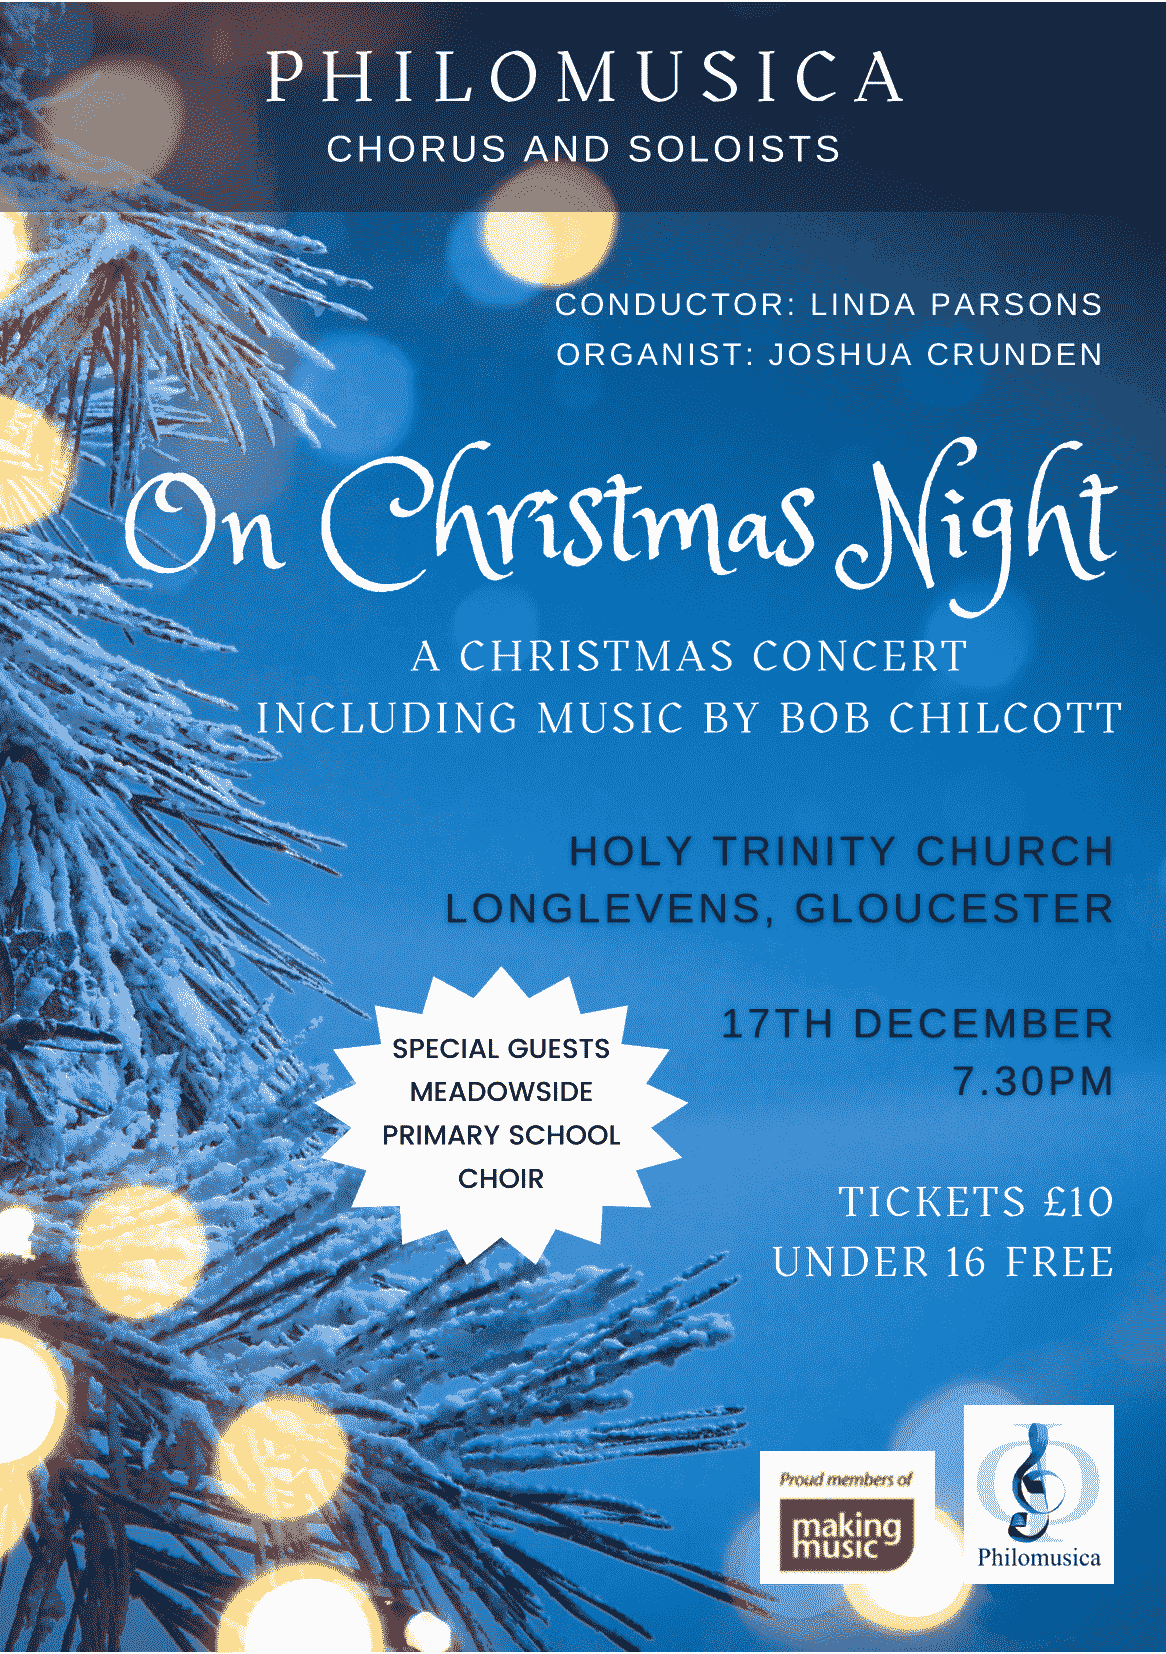 PHILOMUSICA
CHORUS AND SOLOISTS
CONDUCTOR: LINDA PARSONS
ORGANIST: JOSHUA CRUNDEN
On Christmas Night
A CHRISTMAS CONCERT
INCLUDING MUSIC BY BOB CHILCOTT
HOLY TRINITY CHURCH
LONGLEVENS, GLOUCESTER
17TH DECEMBER
7.30PM
SPECIAL GUESTS
MEADOWSIDE
PRIMARY SCHOOL
CHOIR
TICKETS £10
UNDER 16 FREE
Proud members of
making
music
Philomusica